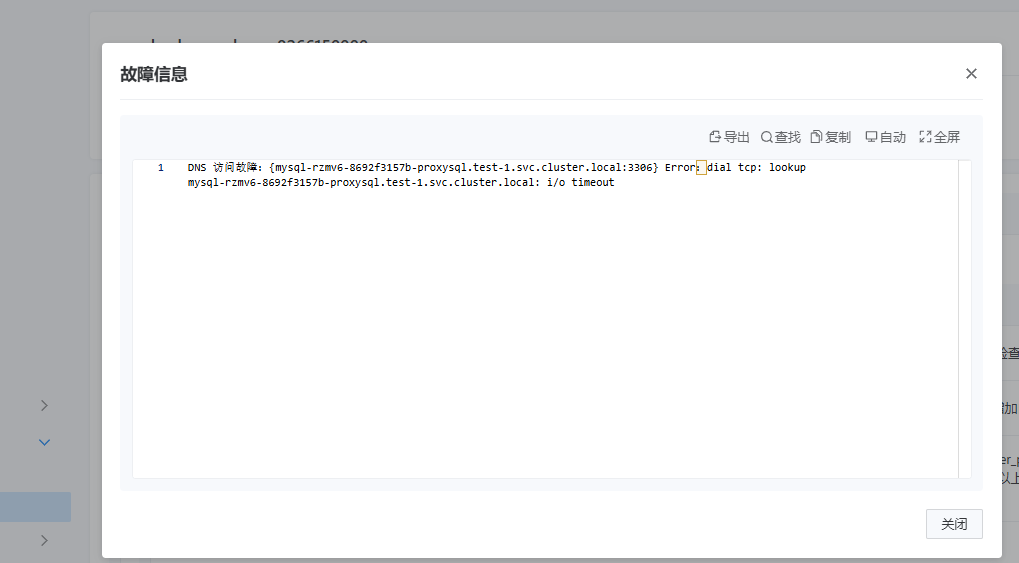 故障信息
导出 查找 复制 自动 全屏
1 DNS 访问故障：{mysql-rzmv6-8692f3157b-proxysql.test-1.svc.cluster.local:3306} Error：dial tcp: lookup
mysql-rzmv6-8692f3157b-proxysql.test-1.svc.cluster.local: i/o timeout
关闭